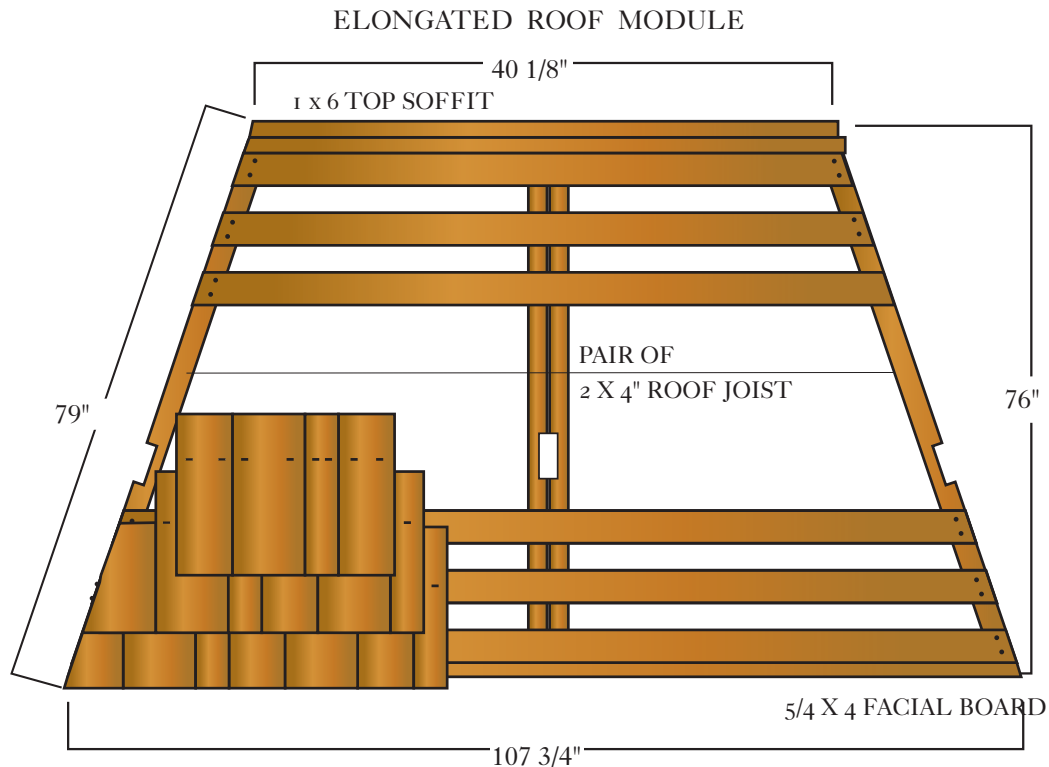 ELONGATED ROOF MODULE
40 1/8"
1 x 6 TOP SOFFIT
PAIR OF
2 X 4" ROOF JOIST
79"
76"
5/4 X 4 FACIAL BOARD
107 3/4"